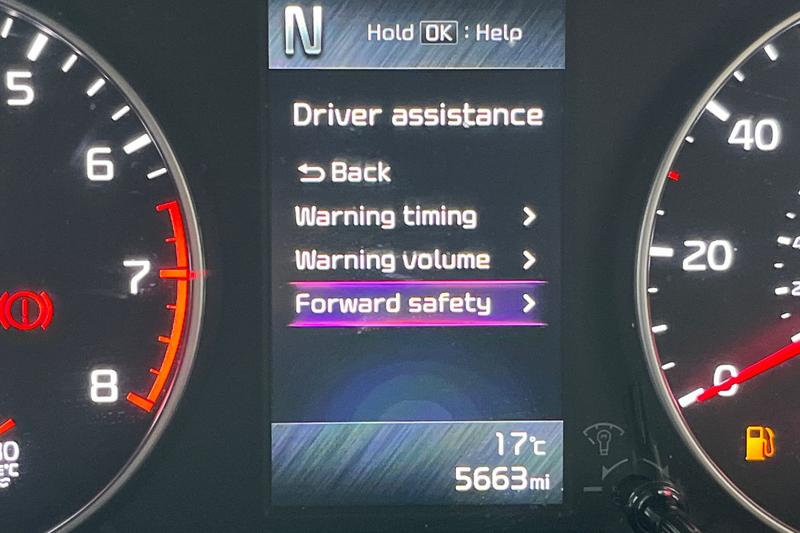 N
Hold OK : Help
Driver assistance
Back
Warning timing
Warning volume
Forward safety
17°C
5663mi
5
6
7
8
40
20
0